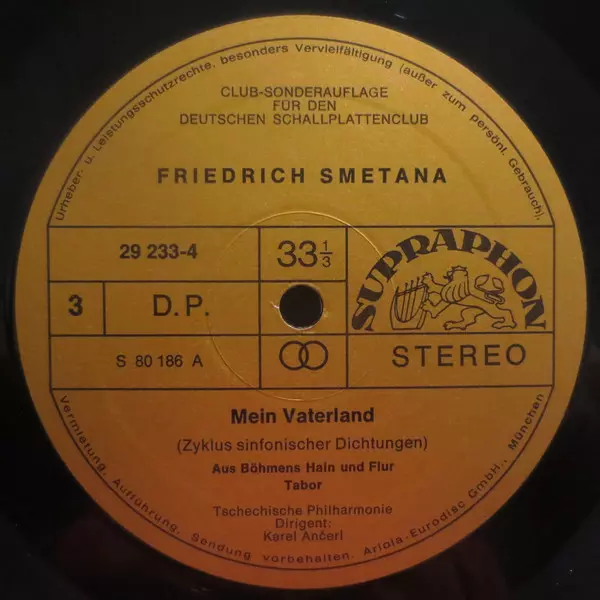 Urheber- u. Leistungsschutzrechte, besonders Vervielfältigung (außer zum persönl. Gebrauch),
CLUB-SONDERAUFLAGE
FÜR DEN
DEUTSCHEN SCHALLPLATTENCLUB
FRIEDRICH SMETANA
29 233-4
33 1/3
SUPRAPHON
3
D.P.
S 80 186 A
STEREO
Mein Vaterland
(Zyklus sinfonischer Dichtungen)
Aus Böhmens Hain und Flur
Tabor
Tschechische Philharmonie
Dirigent:
Karel Ančerl
Vermietung, Aufführung, Sendung vorbehalten. Ariola-Eurodisc GmbH., München